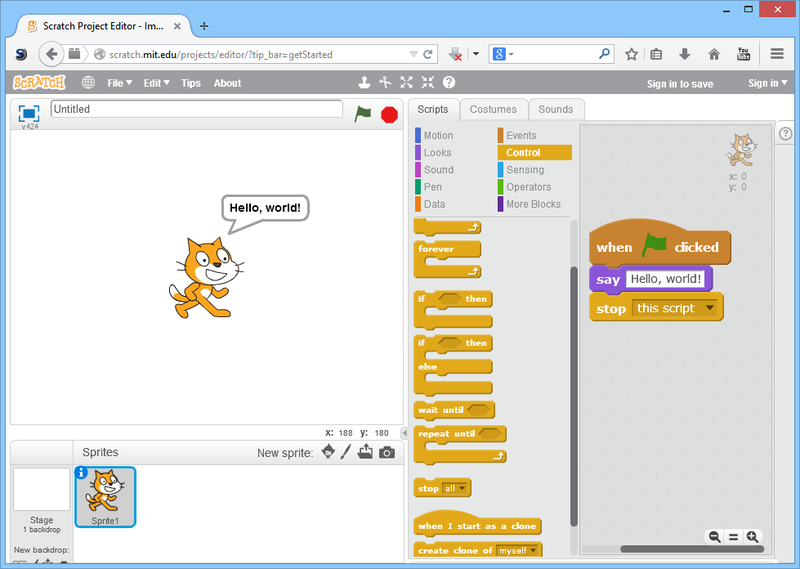 Scratch Project Editor - Im...
scratch.mit.edu/projects/editor/?tip_bar=getStarted
8
You Tube
SCRATCH File Edit Tips About Sign in to save Sign in
Untitled
v424
Scripts Costumes Sounds
Motion Events
Looks Control
Sound Sensing
Pen Operators
Data More Blocks
forever
if then
if then
else
wait until
repeat until
stop all
when I start as a clone
create clone of myself
x: 0
y: 0
when clicked
say Hello, world!
stop this script
Hello, world!
x: 188 y: 180
Sprites New sprite:
Stage
1 backdrop
New backdrop:
i
Sprite1
?